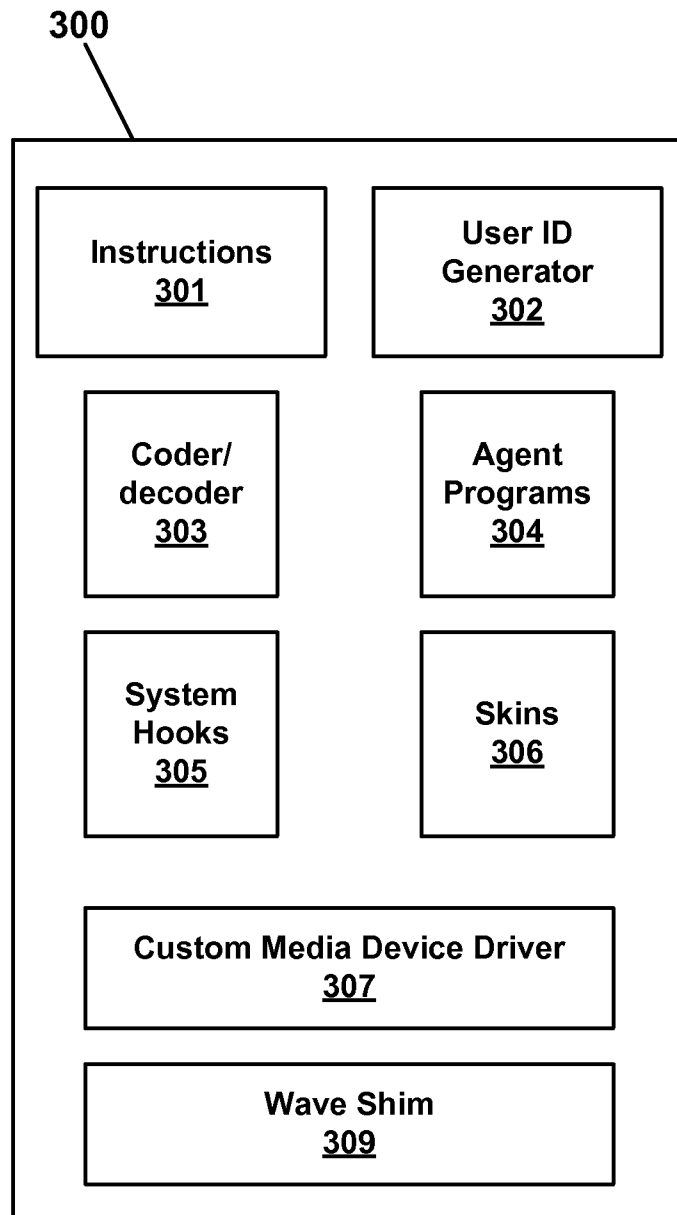 300
Instructions
301
User ID
Generator
302
Coder/
decoder
303
Agent
Programs
304
System
Hooks
305
Skins
306
Custom Media Device Driver
307
Wave Shim
309